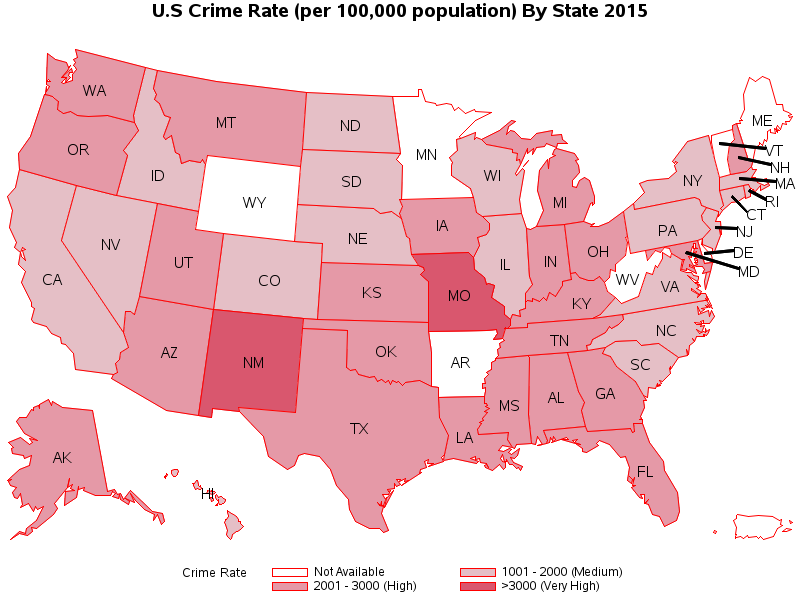 U.S Crime Rate (per 100,000 population) By State 2015
WA
MT
ND
MN
ME
OR
ID
SD
WI
MI
NY
VT
NH
MA
RI
CT
WY
IA
PA
NJ
NV
UT
NE
IL
IN
OH
DE
MD
CA
CO
KS
MO
WV
VA
KY
NC
AZ
NM
OK
AR
TN
SC
TX
LA
MS
AL
GA
FL
AK
HI
Crime Rate
Not Available
1001 - 2000 (Medium)
2001 - 3000 (High)
>3000 (Very High)